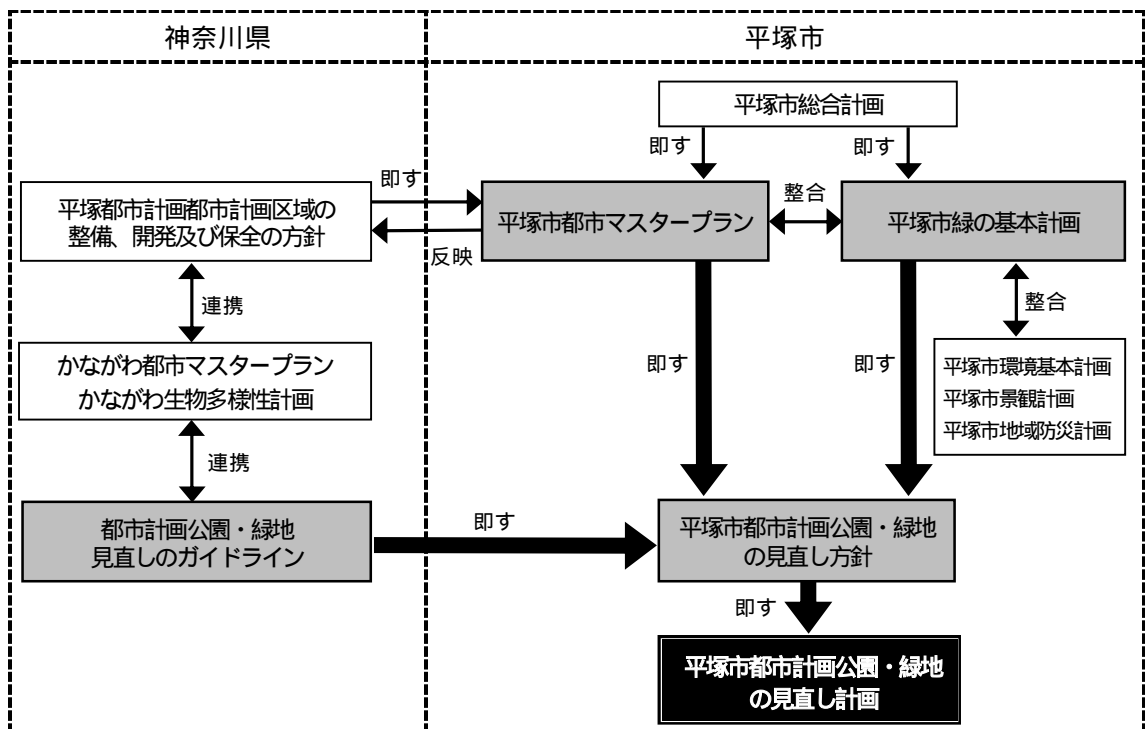 神奈川県
平塚市
平塚市総合計画
即す
即す
即す
平塚都市計画都市計画区域の
整備、開発及び保全の方針
平塚市都市マスタープラン
整合
平塚市緑の基本計画
反映
連携
整合
かながわ都市マスタープラン
かながわ生物多様性計画
即す
即す
平塚市環境基本計画
平塚市景観計画
平塚市地域防災計画
連携
都市計画公園・緑地
見直しのガイドライン
即す
平塚市都市計画公園・緑地
の見直し方針
即す
平塚市都市計画公園・緑地
の見直し計画